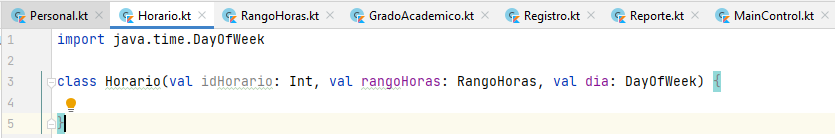 Personal.kt Horario.kt RangoHoras.kt GradoAcademico.kt Registro.kt Reporte.kt MainControl.kt
1 import java.time.DayOfWeek
2
3 class Horario(val idHorario: Int, val rangoHoras: RangoHoras, val dia: DayOfWeek) {
4
5 }